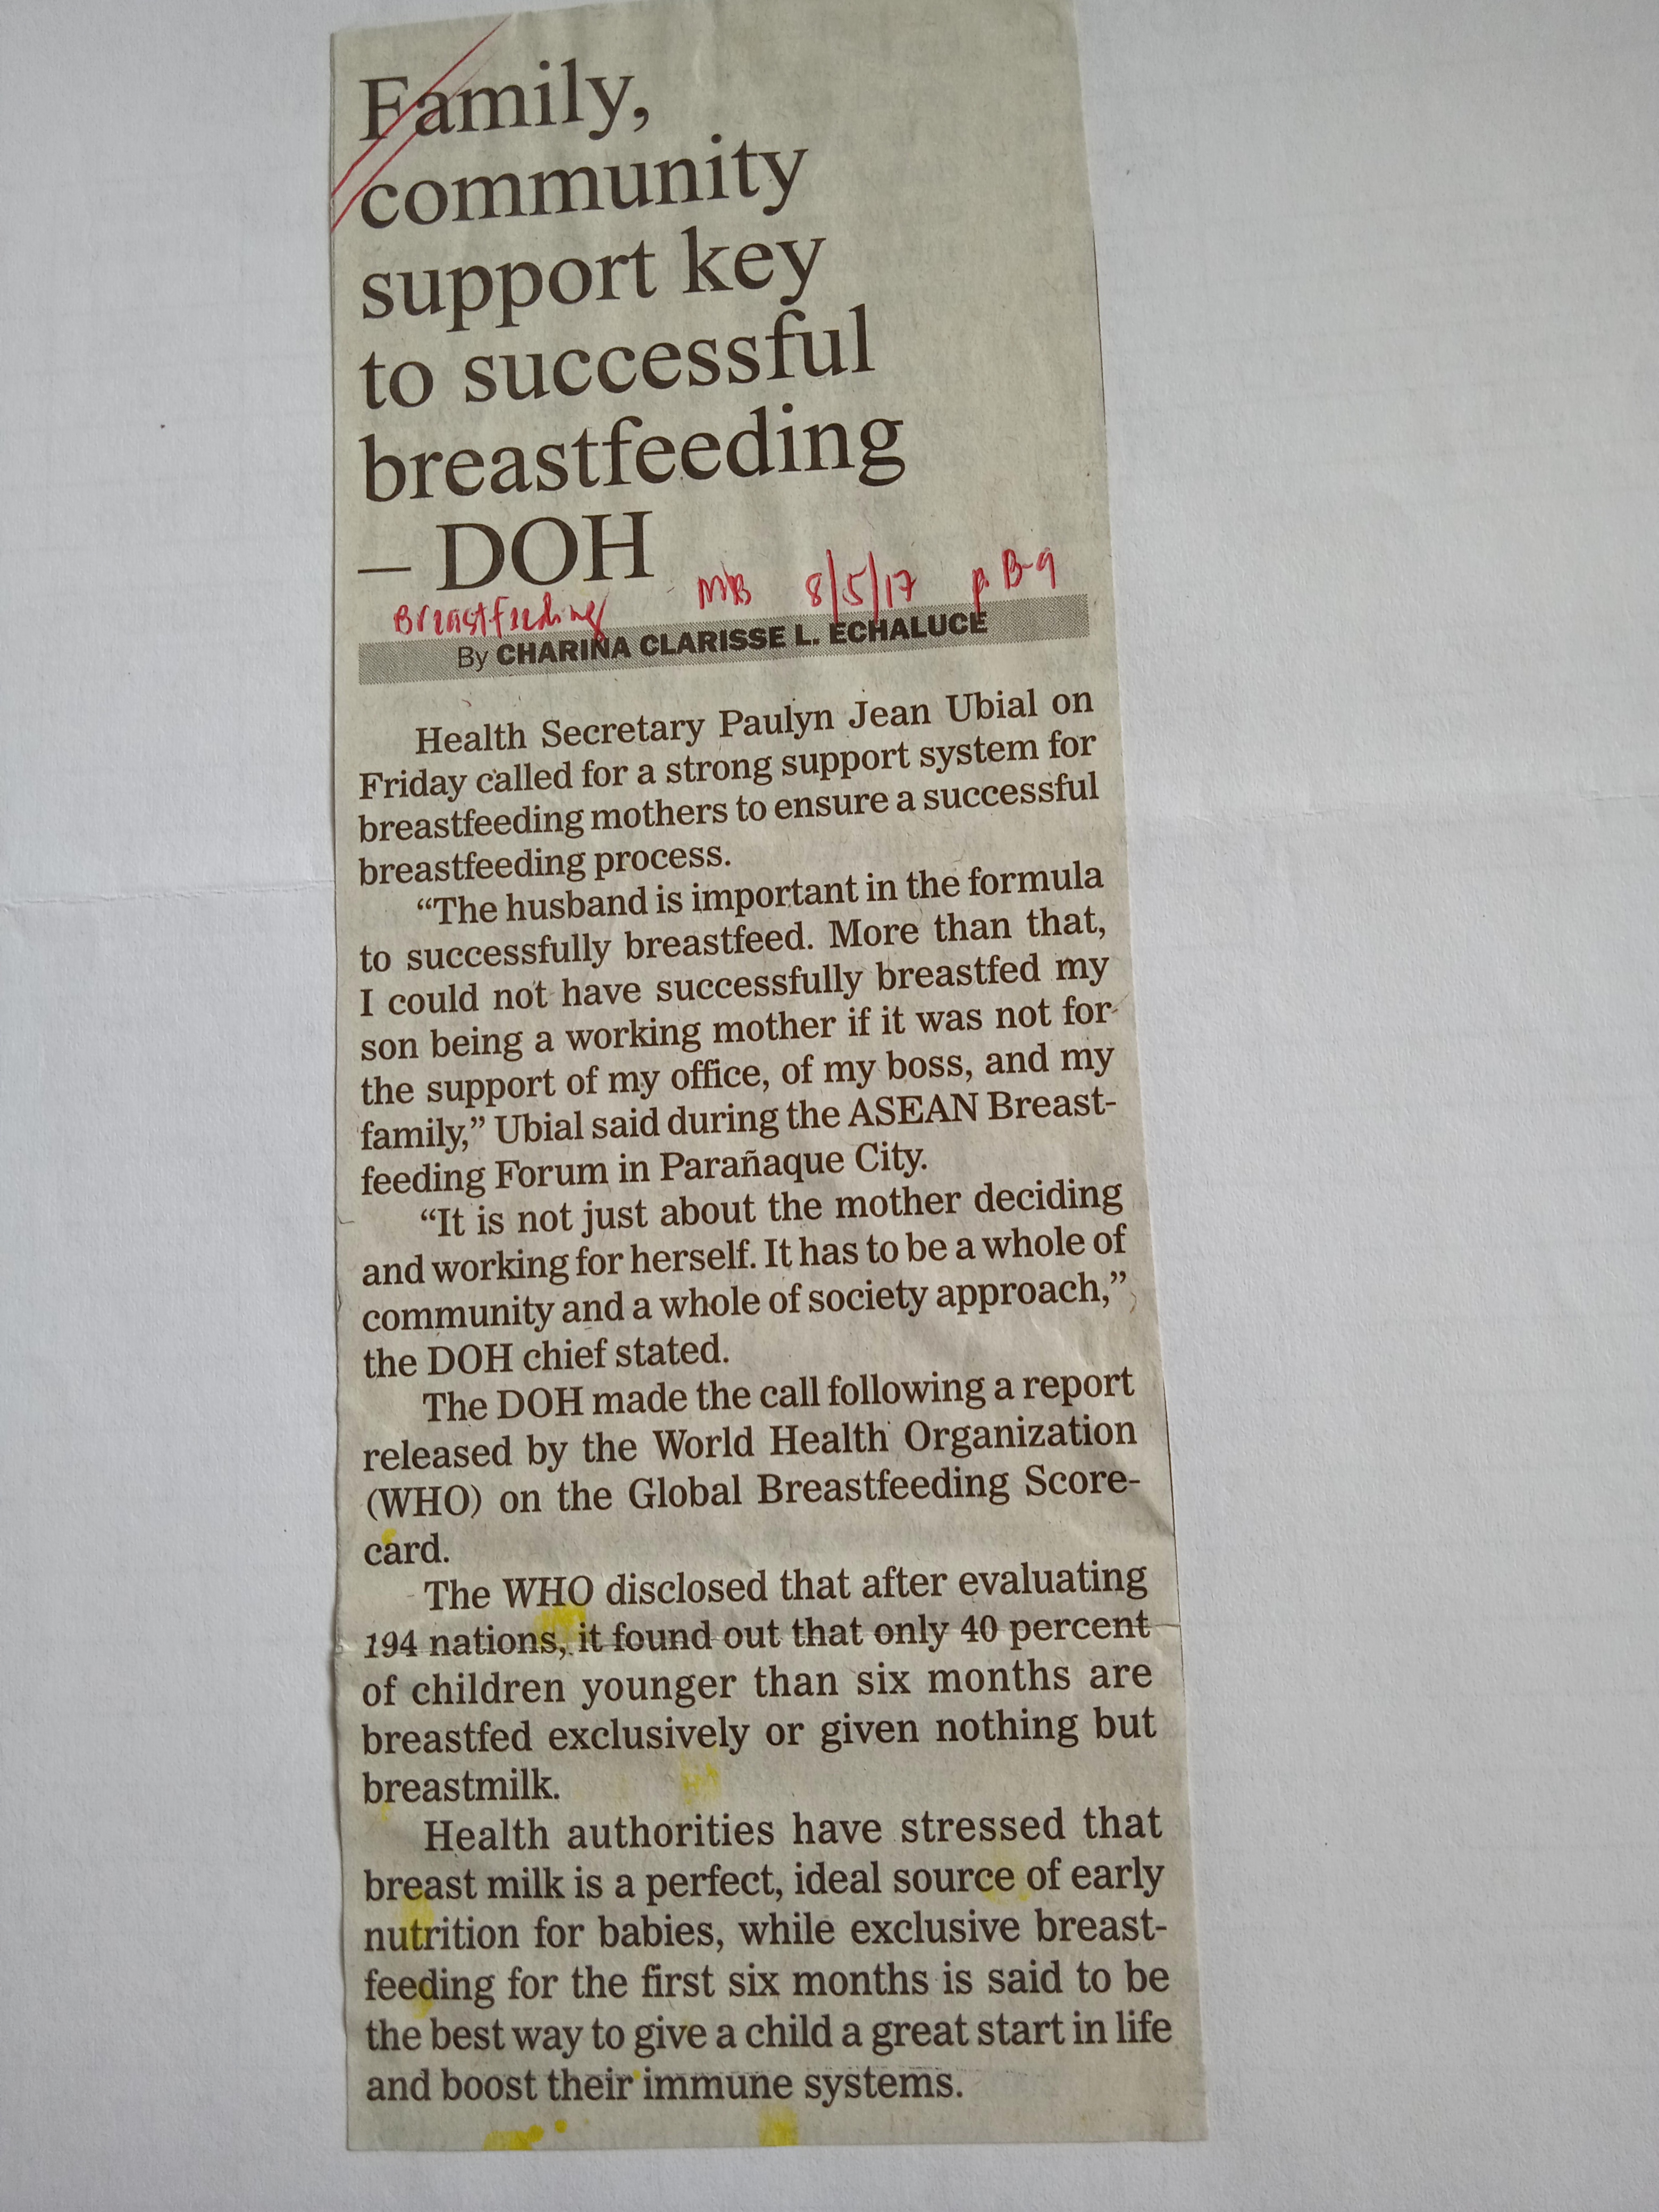 Family,
community
support key
to successful
breastfeeding
– DOH
Breastfeeding MB 8/5/17 p. B-9
By CHARINA CLARISSE L. ECHALUCE
Health Secretary Paulyn Jean Ubial on
Friday called for a strong support system for
breastfeeding mothers to ensure a successful
breastfeeding process.
“The husband is important in the formula
to successfully breastfeed. More than that,
I could not have successfully breastfed my
son being a working mother if it was not for
the support of my office, of my boss, and my
family,” Ubial said during the ASEAN Breast-
feeding Forum in Parañaque City.
“It is not just about the mother deciding
and working for herself. It has to be a whole of
community and a whole of society approach,”
the DOH chief stated.
The DOH made the call following a report
released by the World Health Organization
(WHO) on the Global Breastfeeding Score-
card.
The WHO disclosed that after evaluating
194 nations, it found out that only 40 percent
of children younger than six months are
breastfed exclusively or given nothing but
breastmilk.
Health authorities have stressed that
breast milk is a perfect, ideal source of early
nutrition for babies, while exclusive breast-
feeding for the first six months is said to be
the best way to give a child a great start in life
and boost their immune systems.